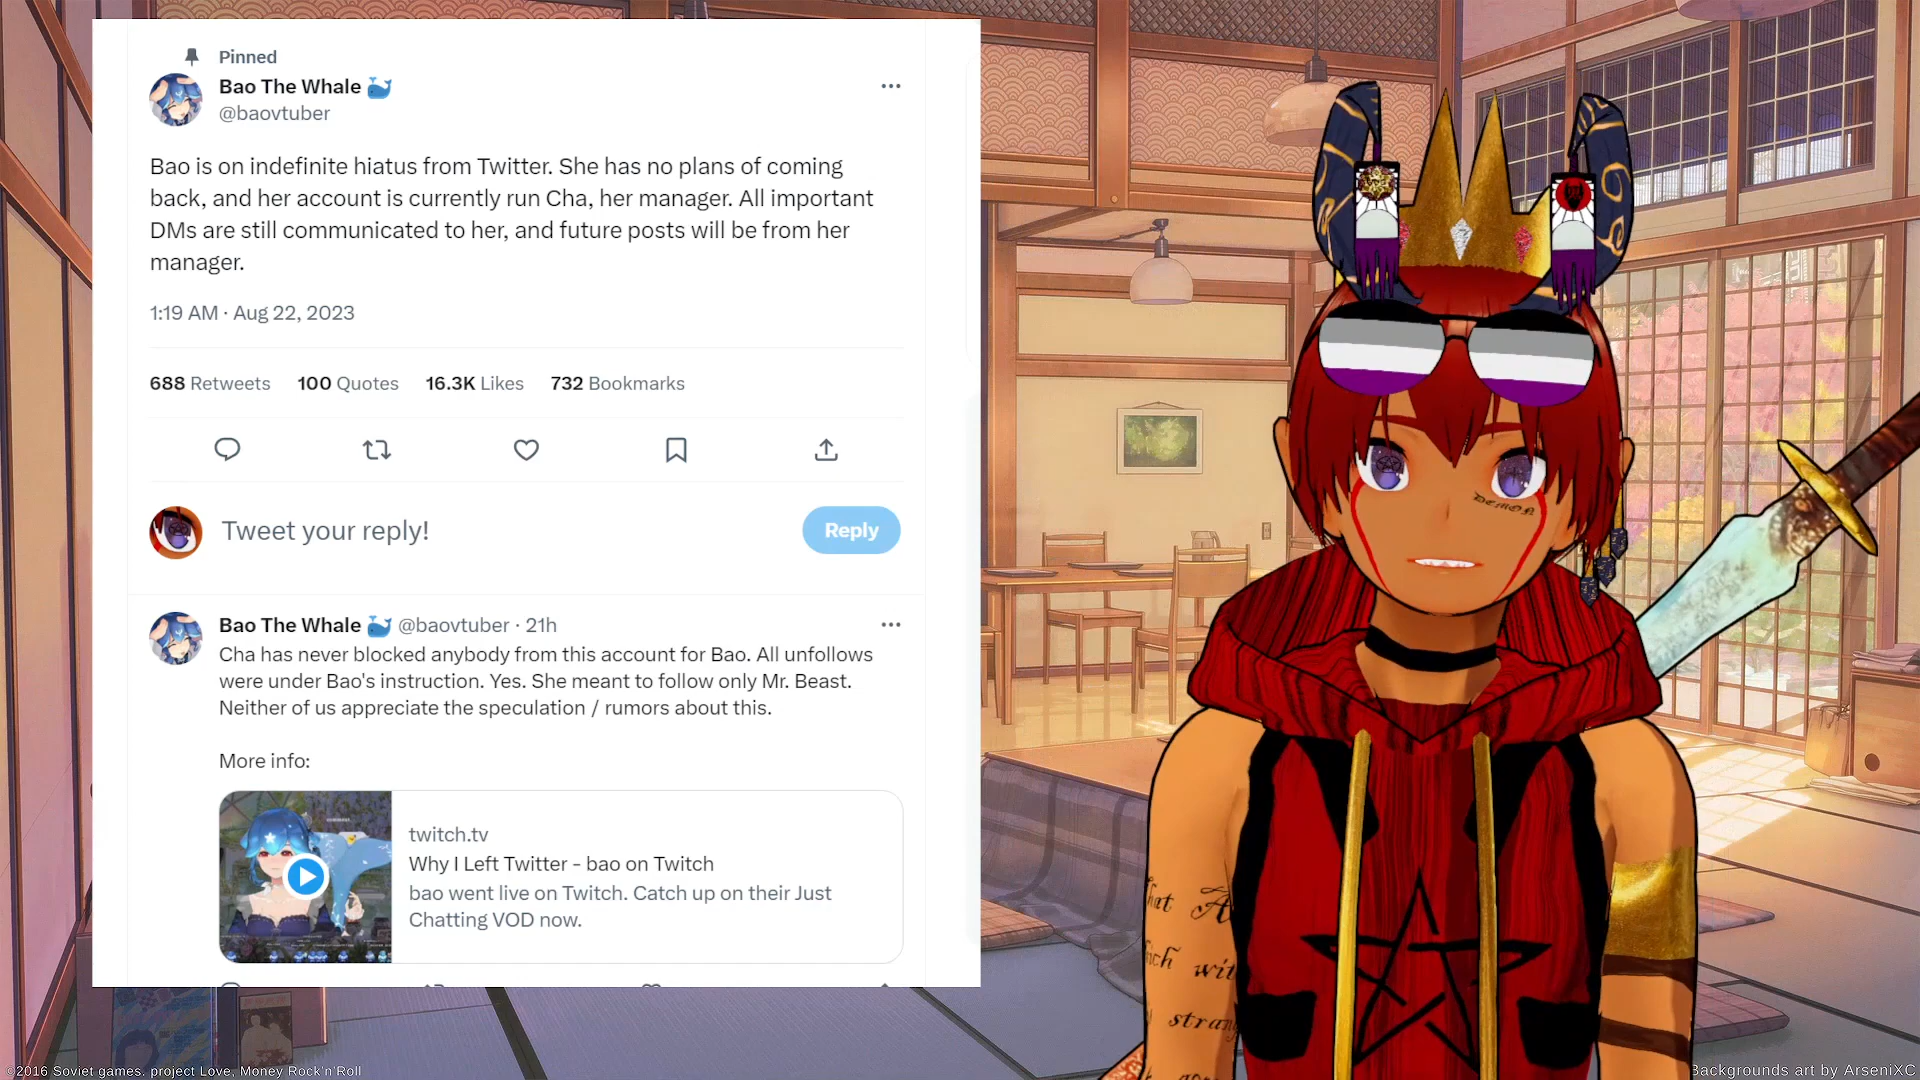 Pinned
Bao The Whale
@baovtuber
Bao is on indefinite hiatus from Twitter. She has no plans of coming
back, and her account is currently run Cha, her manager. All important
DMs are still communicated to her, and future posts will be from her
manager.
1:19 AM · Aug 22, 2023
688 Retweets 100 Quotes 16.3K Likes 732 Bookmarks
Tweet your reply!
Reply
Bao The Whale @baovtuber · 21h
Cha has never blocked anybody from this account for Bao. All unfollows
were under Bao's instruction. Yes. She meant to follow only Mr. Beast.
Neither of us appreciate the speculation / rumors about this.
More info:
twitch.tv
Why I Left Twitter - bao on Twitch
bao went live on Twitch. Catch up on their Just
Chatting VOD now.
DEMON
©2016 Soviet games. project Love, Money Rock'n'Roll
Backgrounds art by ArseniXC